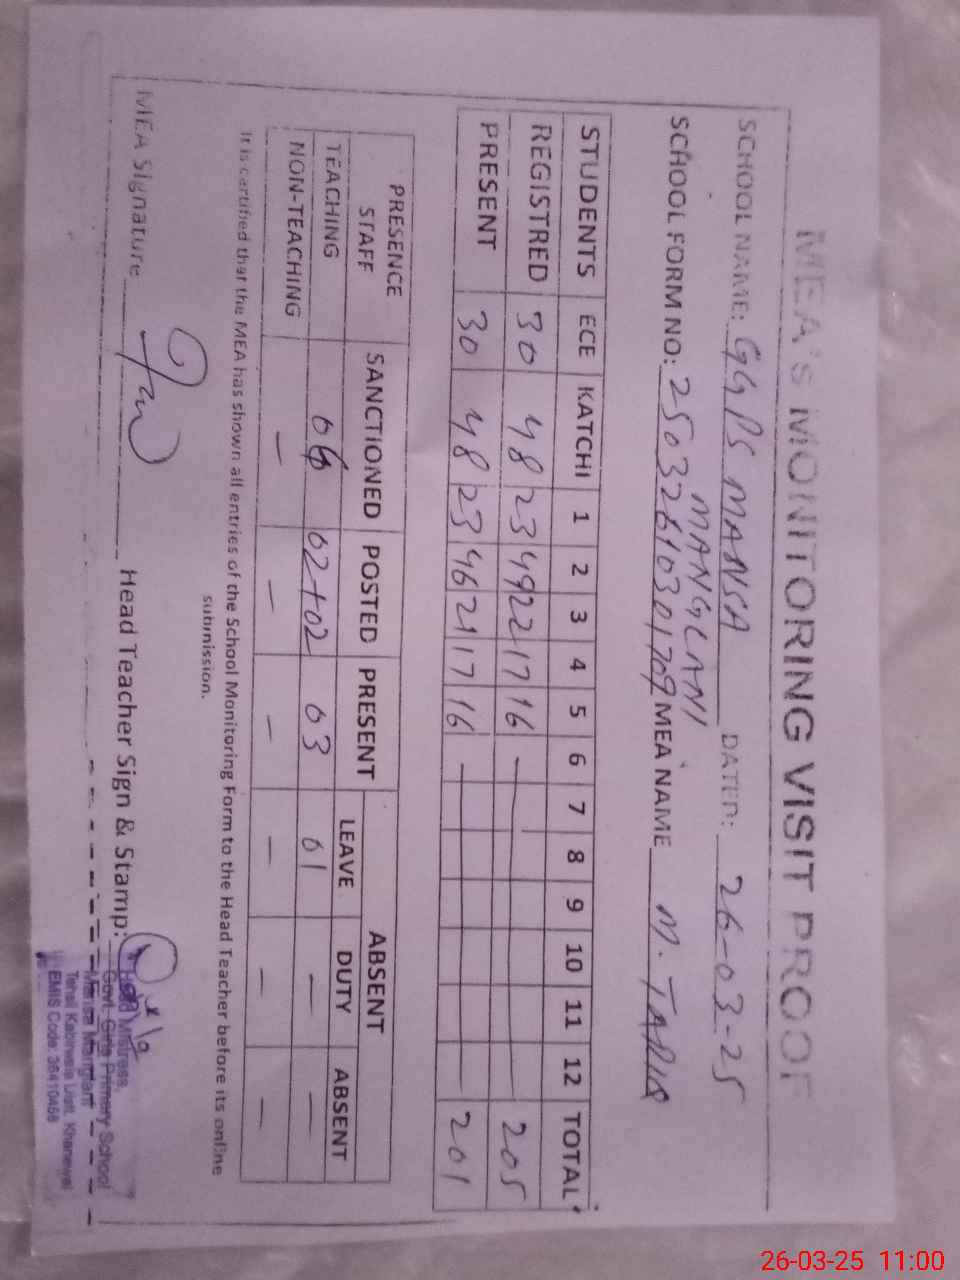 MEA's MONITORING VISIT PROOF
SCHOOL NAME: GGPS MANSA DATED: 26-03-25
MANGLANI
SCHOOL FORM NO: 25032610301709 MEA NAME M. TARIQ
STUDENTS ECE KATCHI 1 2 3 4 5 6 7 8 9 10 11 12 TOTAL
REGISTRED 30 48 23 49 22 17 16 — 205
PRESENT 30 48 23 46 21 17 16 — 201
PRESENCE STAFF SANCTIONED POSTED PRESENT ABSENT
LEAVE DUTY ABSENT
TEACHING 02+02 03 01 — —
NON-TEACHING — — — — — —
It is certified that the MEA has shown all entries of the School Monitoring Form to the Head Teacher before its online
submission.
MEA Signature Head Teacher Sign & Stamp:
Head Mistress,
Govt. Girls Primery School
Mansa Manglani
Tehsil Kabirwala Distt. Khanewal
EMIS Code: 36410458
26-03-25 11:00